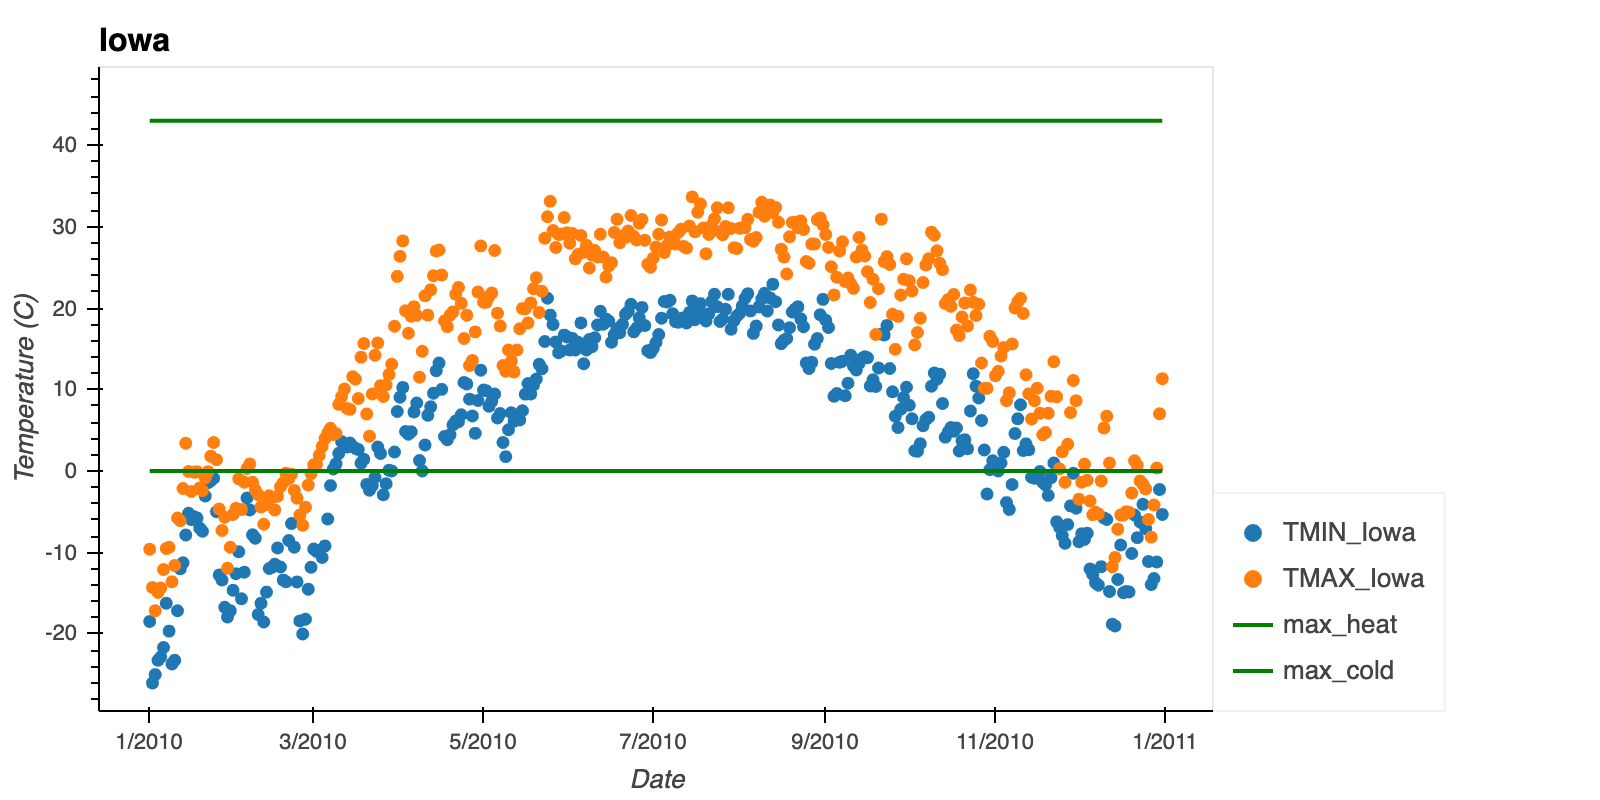 Iowa
Temperature (C)
40
30
20
10
0
-10
-20
1/2010 3/2010 5/2010 7/2010 9/2010 11/2010 1/2011
Date
TMIN_Iowa
TMAX_Iowa
max_heat
max_cold